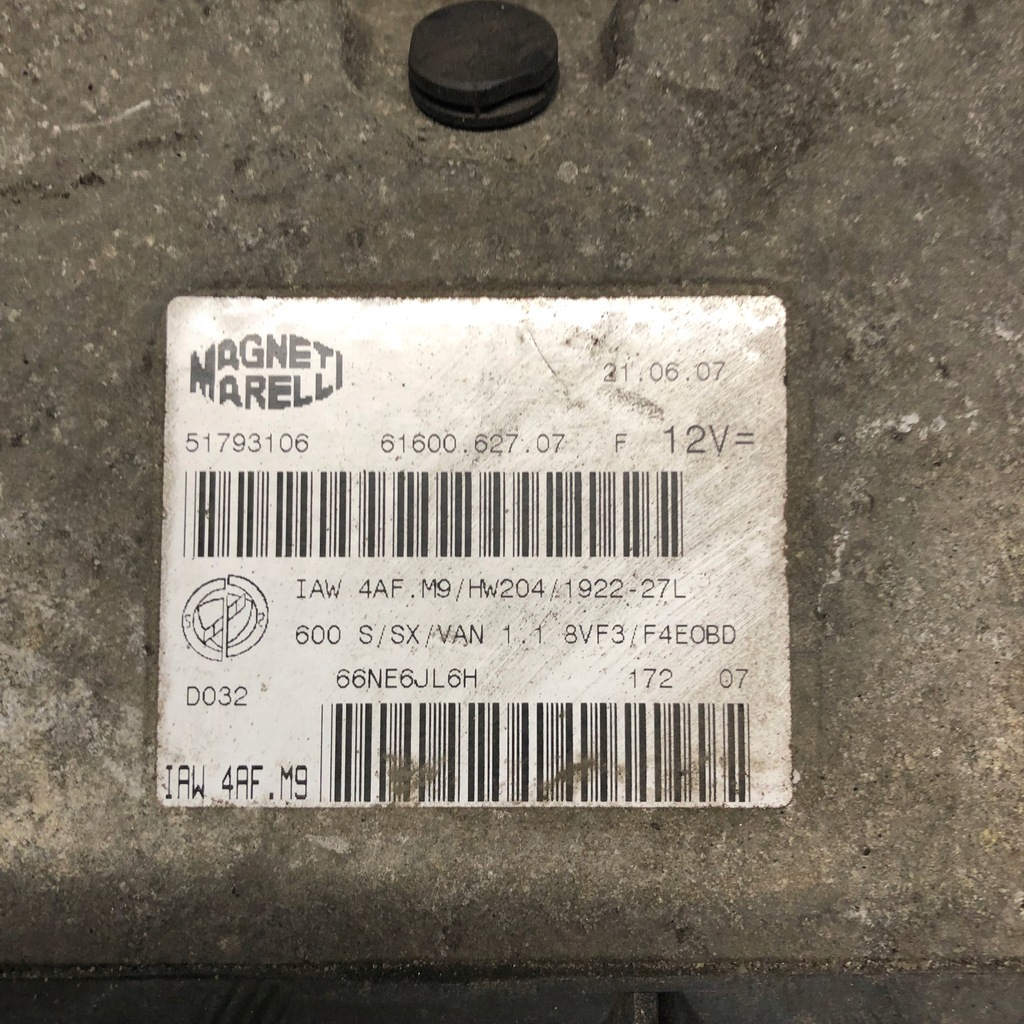 MAGNETI
MARELLI
21.06.07
51793106 61600.627.07 F 12V=
IAW 4AF.M9/HW204/1922-27L
600 S/SX/VAN 1.1 8VF3/F4EOBD
66NE6JL6H 172 07
D032
IAW 4AF.M9